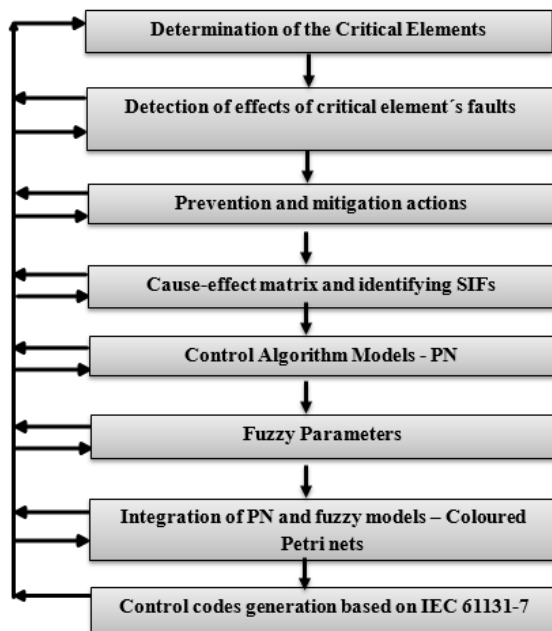 Determination of the Critical Elements
Detection of effects of critical element´s faults
Prevention and mitigation actions
Cause-effect matrix and identifying SIFs
Control Algorithm Models - PN
Fuzzy Parameters
Integration of PN and fuzzy models – Coloured
Petri nets
Control codes generation based on IEC 61131-7